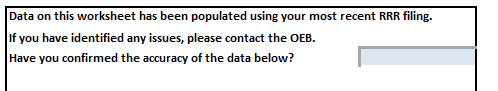 Data on this worksheet has been populated using your most recent RRR filing.
If you have identified any issues, please contact the OEB.
Have you confirmed the accuracy of the data below?